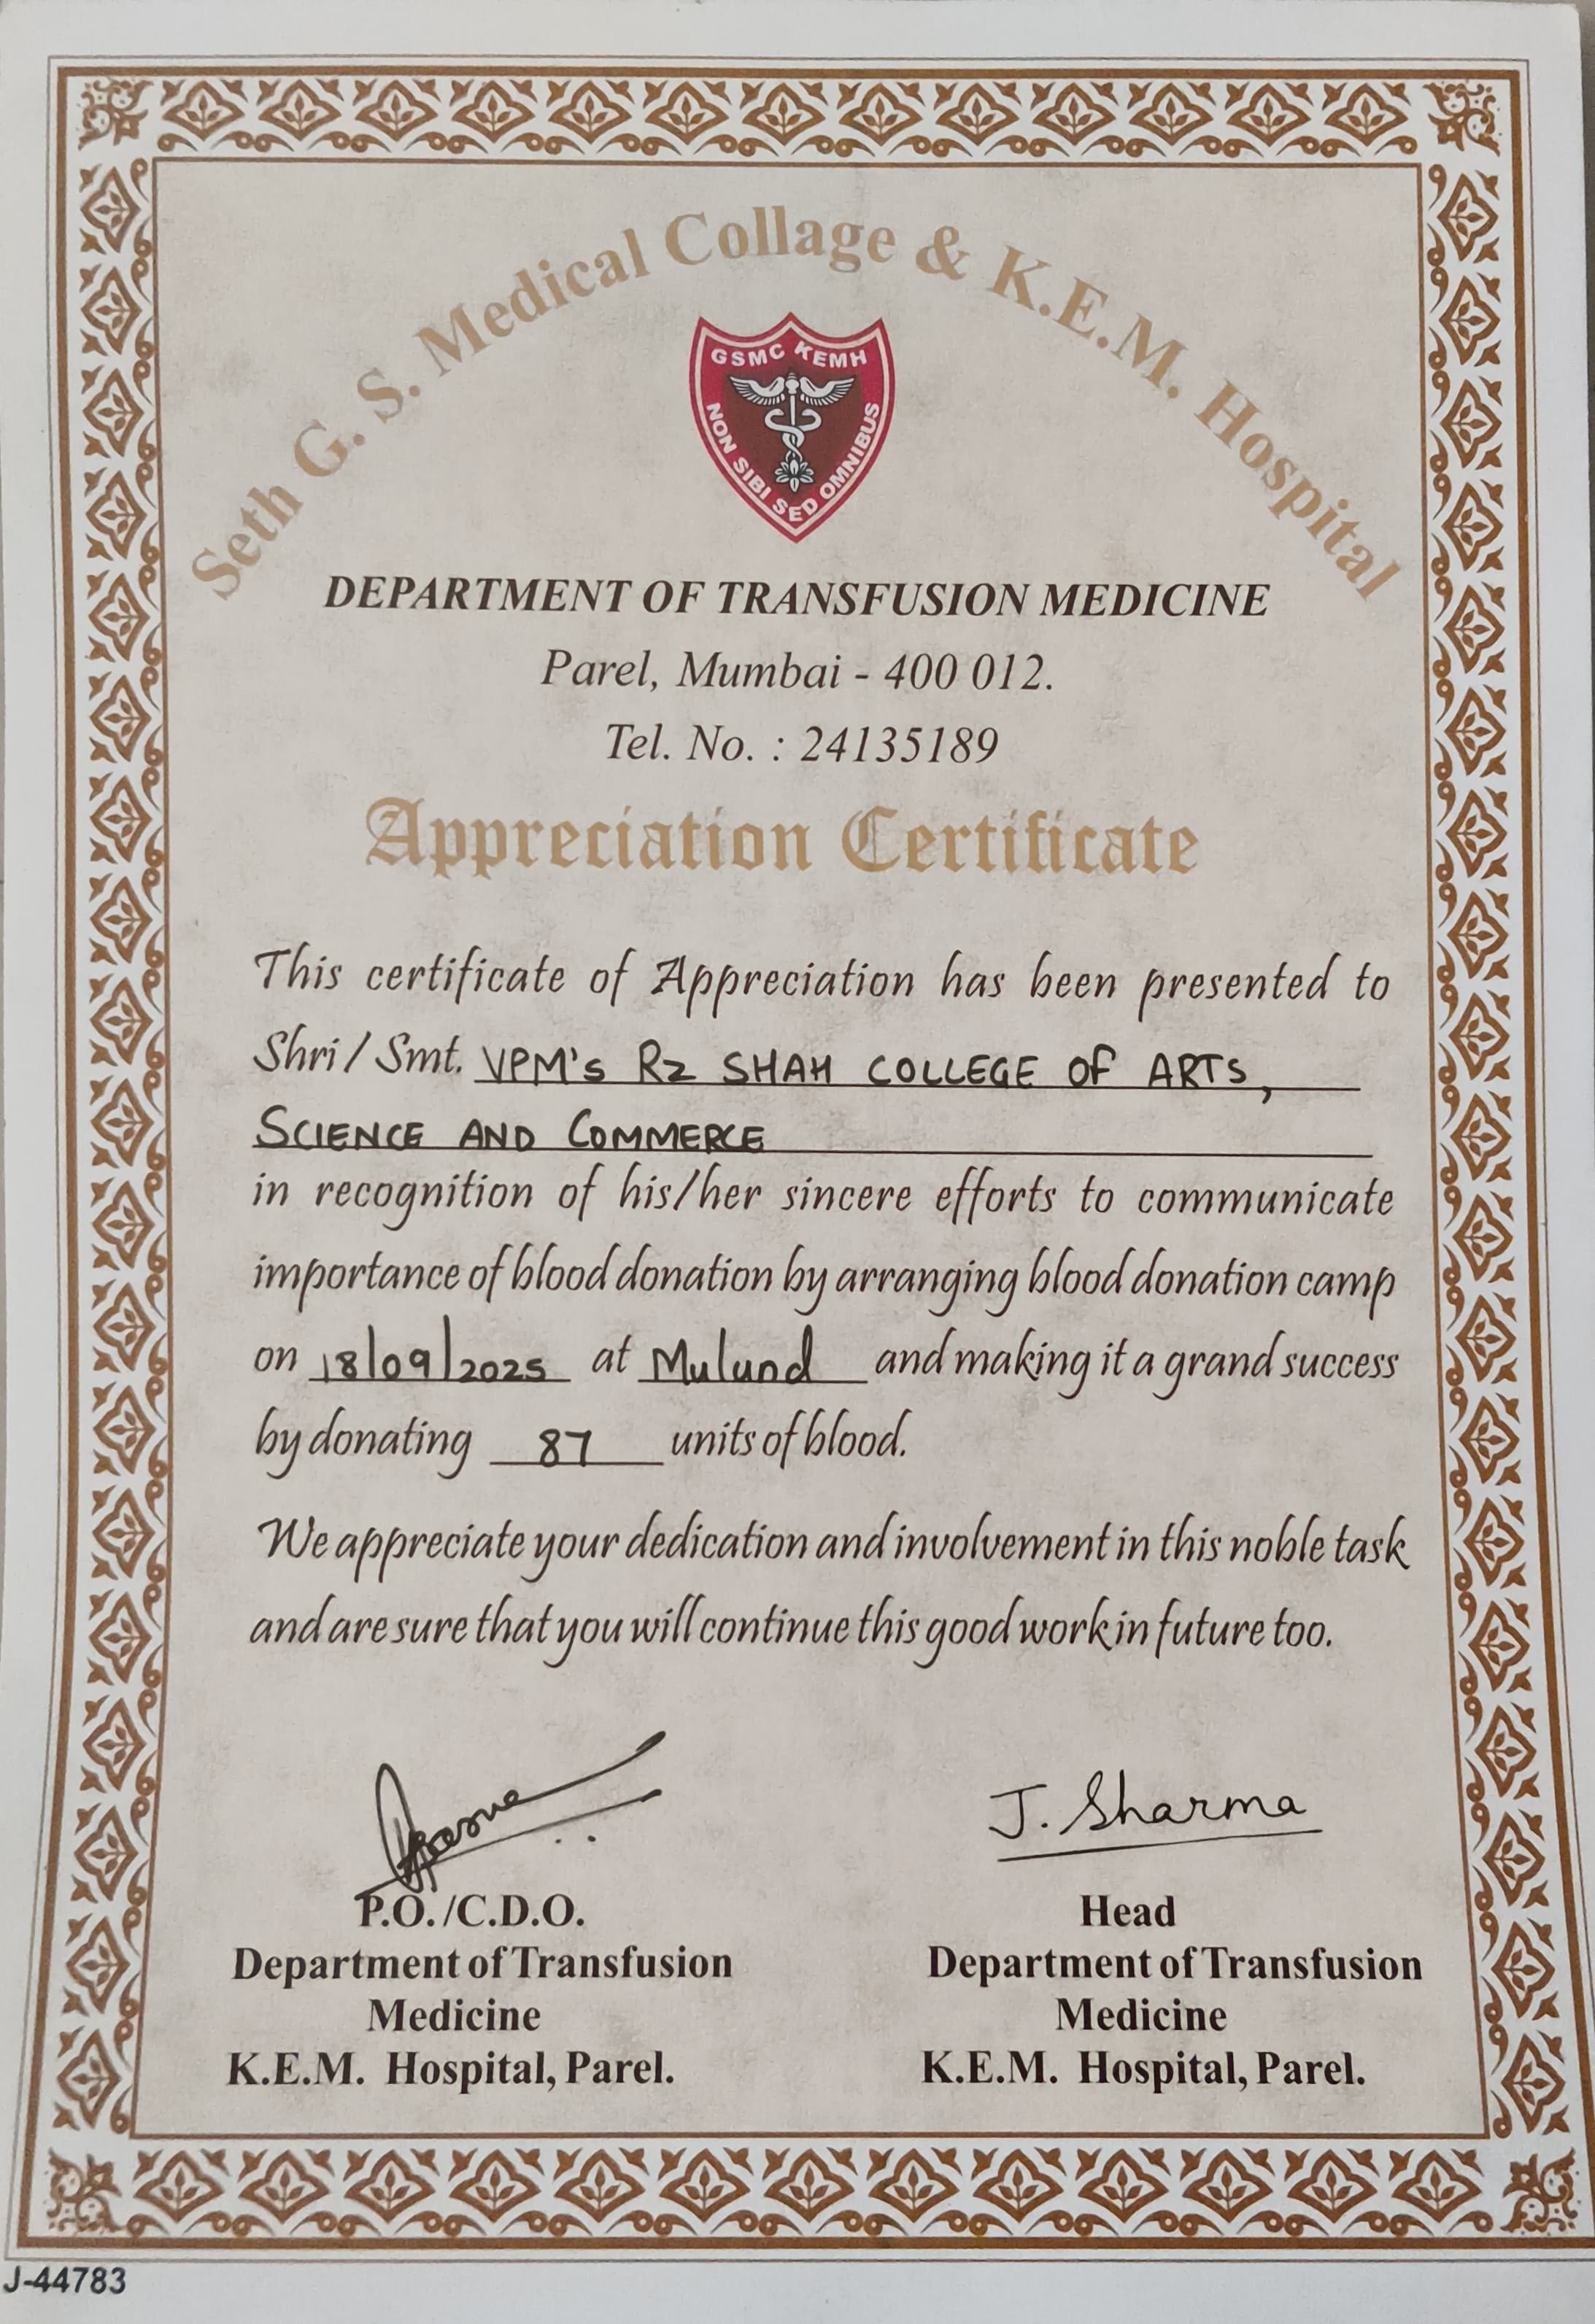 Seth G. S. Medical Collage & K.E.M. Hospital
GSMC KEMH
NON SIBI SED OMNIBUS
DEPARTMENT OF TRANSFUSION MEDICINE
Parel, Mumbai - 400 012.
Tel. No. : 24135189
Appreciation Certificate
This certificate of Appreciation has been presented to
Shri / Smt. VPM's RZ SHAH COLLEGE OF ARTS,
SCIENCE AND COMMERCE
in recognition of his/her sincere efforts to communicate
importance of blood donation by arranging blood donation camp
on 18/09/2025 at Mulund and making it a grand success
by donating 87 units of blood.
We appreciate your dedication and involvement in this noble task
and are sure that you will continue this good work in future too.
J. Sharma
P.O./C.D.O.
Department of Transfusion
Medicine
K.E.M. Hospital, Parel.
Head
Department of Transfusion
Medicine
K.E.M. Hospital, Parel.
J-44783